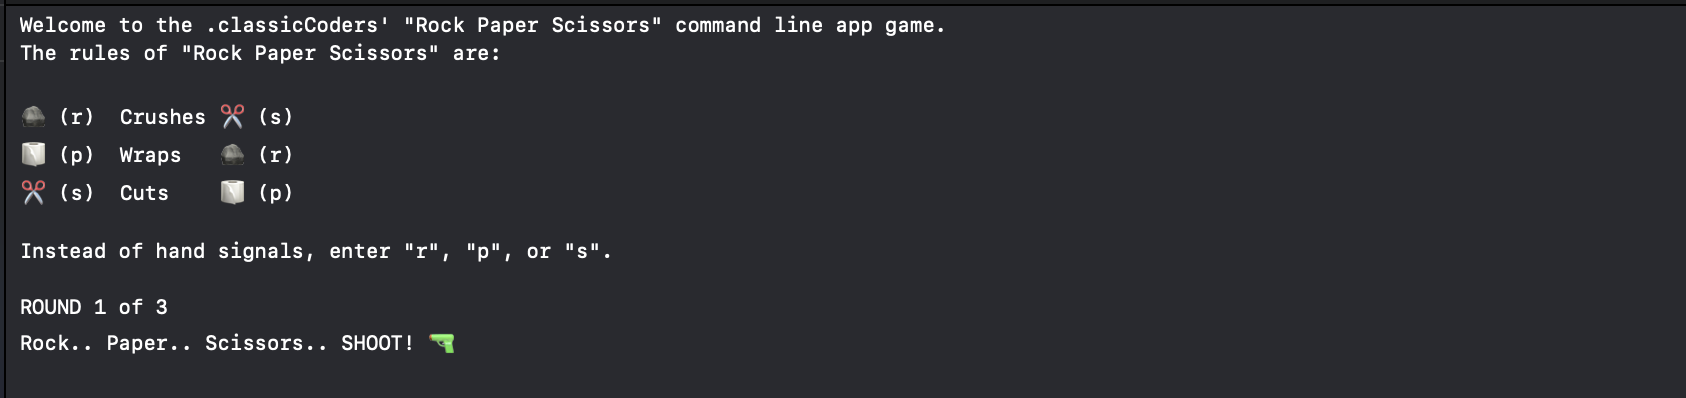 Welcome to the .classicCoders' "Rock Paper Scissors" command line app game.
The rules of "Rock Paper Scissors" are:
🪨 (r)  Crushes ✂️ (s)
🧻 (p)  Wraps   🪨 (r)
✂️ (s)  Cuts    🧻 (p)
Instead of hand signals, enter "r", "p", or "s".
ROUND 1 of 3
Rock.. Paper.. Scissors.. SHOOT! 🔫